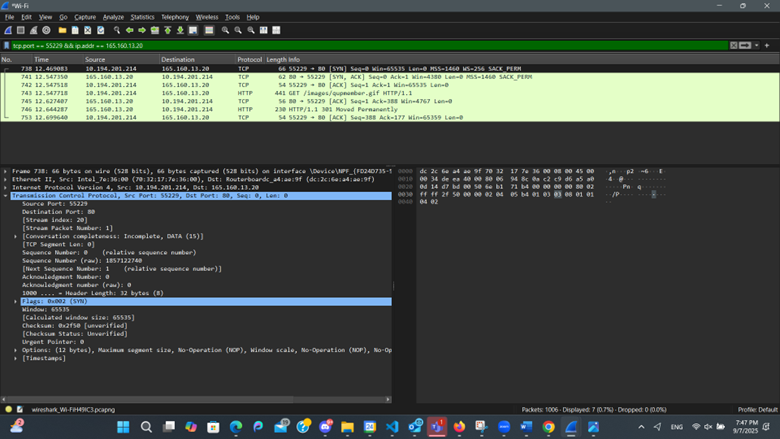 *Wi-Fi
File Edit View Go Capture Analyze Statistics Telephony Wireless Tools Help
tcp.port == 55229 && ip.addr == 165.160.13.20
No. Time Source Destination Protocol Length Info
738 12.469083 10.194.201.214 165.160.13.20 TCP 66 55229 → 80 [SYN] Seq=0 Win=65535 Len=0 MSS=1460 WS=256 SACK_PERM
741 12.547350 165.160.13.20 10.194.201.214 TCP 62 80 → 55229 [SYN, ACK] Seq=0 Ack=1 Win=4380 Len=0 MSS=1460 SACK_PERM
742 12.547518 10.194.201.214 165.160.13.20 TCP 54 55229 → 80 [ACK] Seq=1 Ack=1 Win=65535 Len=0
743 12.547718 10.194.201.214 165.160.13.20 HTTP 441 GET /images/qupmember.gif HTTP/1.1
745 12.627407 165.160.13.20 10.194.201.214 TCP 56 80 → 55229 [ACK] Seq=1 Ack=388 Win=4767 Len=0
746 12.644287 165.160.13.20 10.194.201.214 HTTP 230 HTTP/1.1 301 Moved Permanently
753 12.699640 10.194.201.214 165.160.13.20 TCP 54 55229 → 80 [ACK] Seq=388 Ack=177 Win=65359 Len=0
Frame 738: 66 bytes on wire (528 bits), 66 bytes captured (528 bits) on interface \Device\NPF_{FD24D735-1
Ethernet II, Src: Intel_7e:36:00 (70:32:17:7e:36:00), Dst: Routerboardc_a4:ae:9f (dc:2c:6e:a4:ae:9f)
Internet Protocol Version 4, Src: 10.194.201.214, Dst: 165.160.13.20
Transmission Control Protocol, Src Port: 55229, Dst Port: 80, Seq: 0, Len: 0
Source Port: 55229
Destination Port: 80
[Stream index: 20]
[Stream Packet Number: 1]
[Conversation completeness: Incomplete, DATA (15)]
[TCP Segment Len: 0]
Sequence Number: 0 (relative sequence number)
Sequence Number (raw): 1857122740
[Next Sequence Number: 1 (relative sequence number)]
Acknowledgment Number: 0
Acknowledgment number (raw): 0
1000 .... = Header Length: 32 bytes (8)
Flags: 0x002 (SYN)
Window: 65535
[Calculated window size: 65535]
Checksum: 0x2f50 [unverified]
[Checksum Status: Unverified]
Urgent Pointer: 0
Options: (12 bytes), Maximum segment size, No-Operation (NOP), Window scale, No-Operation (NOP), No-Op
[Timestamps]
0000 dc 2c 6e a4 ae 9f 70 32 17 7e 36 00 08 00 45 00
0010 00 34 de ea 40 00 80 06 94 8c 0a c2 c9 d6 a5 a0
0020 0d 14 d7 bd 00 50 6e b1 71 b4 00 00 00 00 80 02
0030 ff ff 2f 50 00 00 02 04 05 b4 01 03 03 08 01 01
0040 04 02
wireshark_Wi-FiH49IC3.pcapng Packets: 1006 · Displayed: 7 (0.7%) · Dropped: 0 (0.0%) Profile: Default
ENG 7:47 PM
9/7/2025